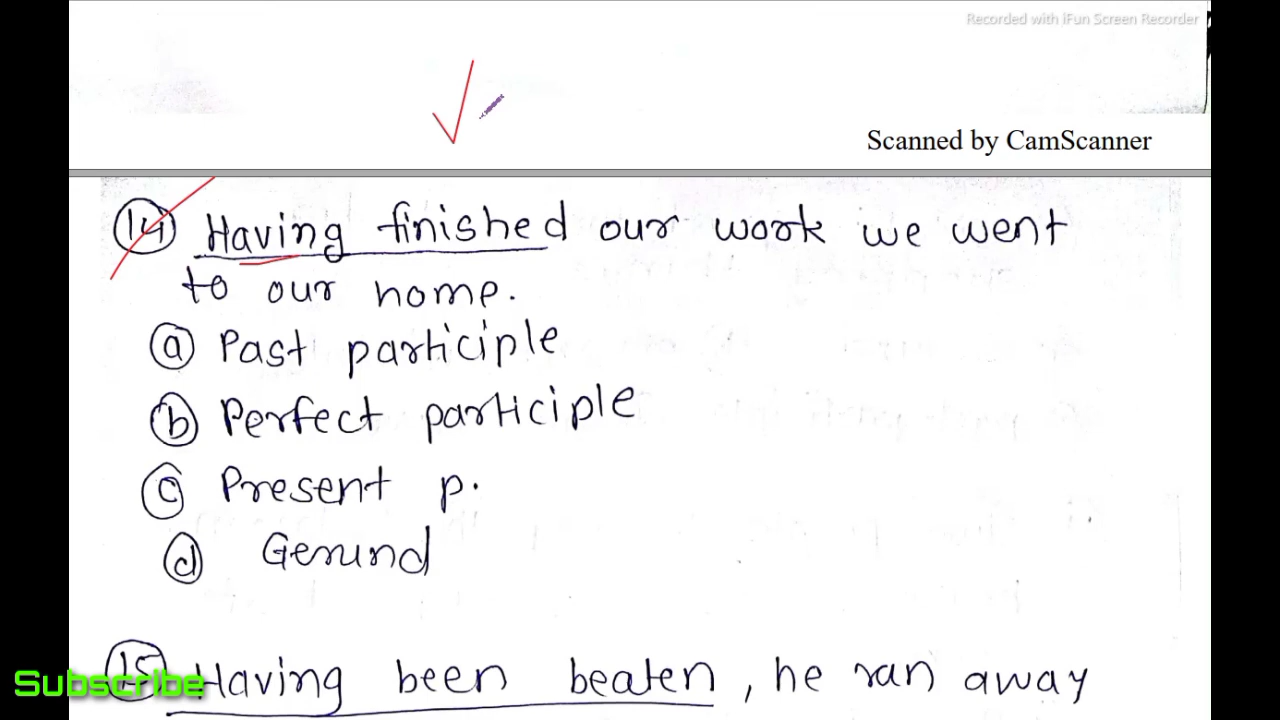 Recorded with iFun Screen Recorder
Scanned by CamScanner
14 Having finished our work we went
to our home.
a Past participle
b Perfect participle
c Present p.
d Gerund
15 Having been beaten, he ran away
Subscribe